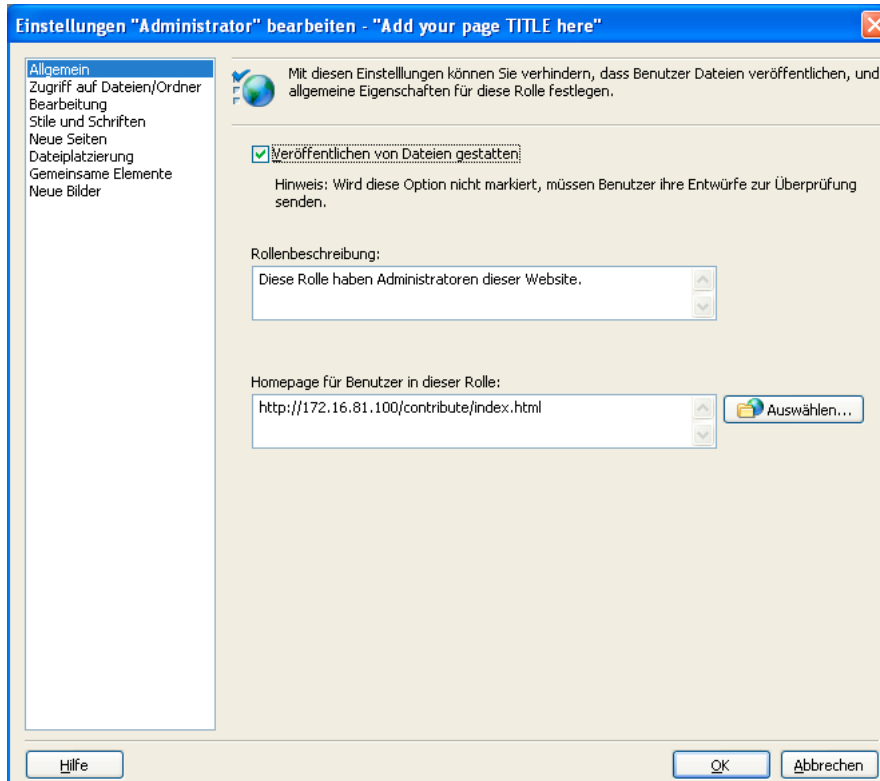 Einstellungen "Administrator" bearbeiten - "Add your page TITLE here"
Allgemein
Zugriff auf Dateien/Ordner
Bearbeitung
Stile und Schriften
Neue Seiten
Dateiplatzierung
Gemeinsame Elemente
Neue Bilder
Mit diesen Einstelllungen können Sie verhindern, dass Benutzer Dateien veröffentlichen, und
allgemeine Eigenschaften für diese Rolle festlegen.
Veröffentlichen von Dateien gestatten
Hinweis: Wird diese Option nicht markiert, müssen Benutzer ihre Entwürfe zur Überprüfung
senden.
Rollenbeschreibung:
Diese Rolle haben Administratoren dieser Website.
Homepage für Benutzer in dieser Rolle:
http://172.16.81.100/contribute/index.html
Auswählen...
Hilfe
OK
Abbrechen